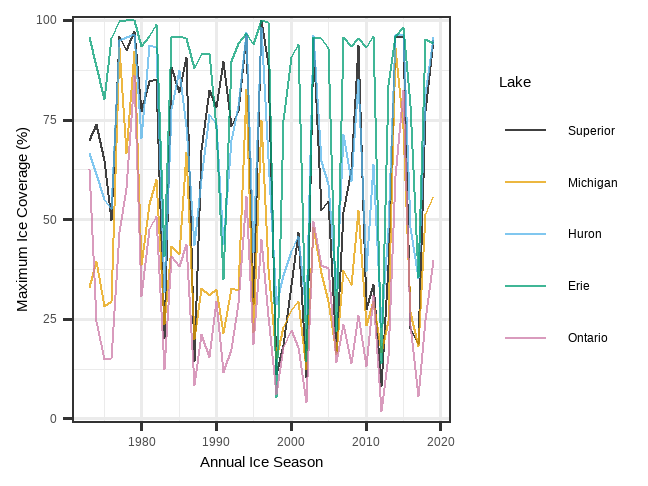 100
75
50
25
0
Maximum Ice Coverage (%)
1980
1990
2000
2010
2020
Annual Ice Season
Lake
Superior
Michigan
Huron
Erie
Ontario